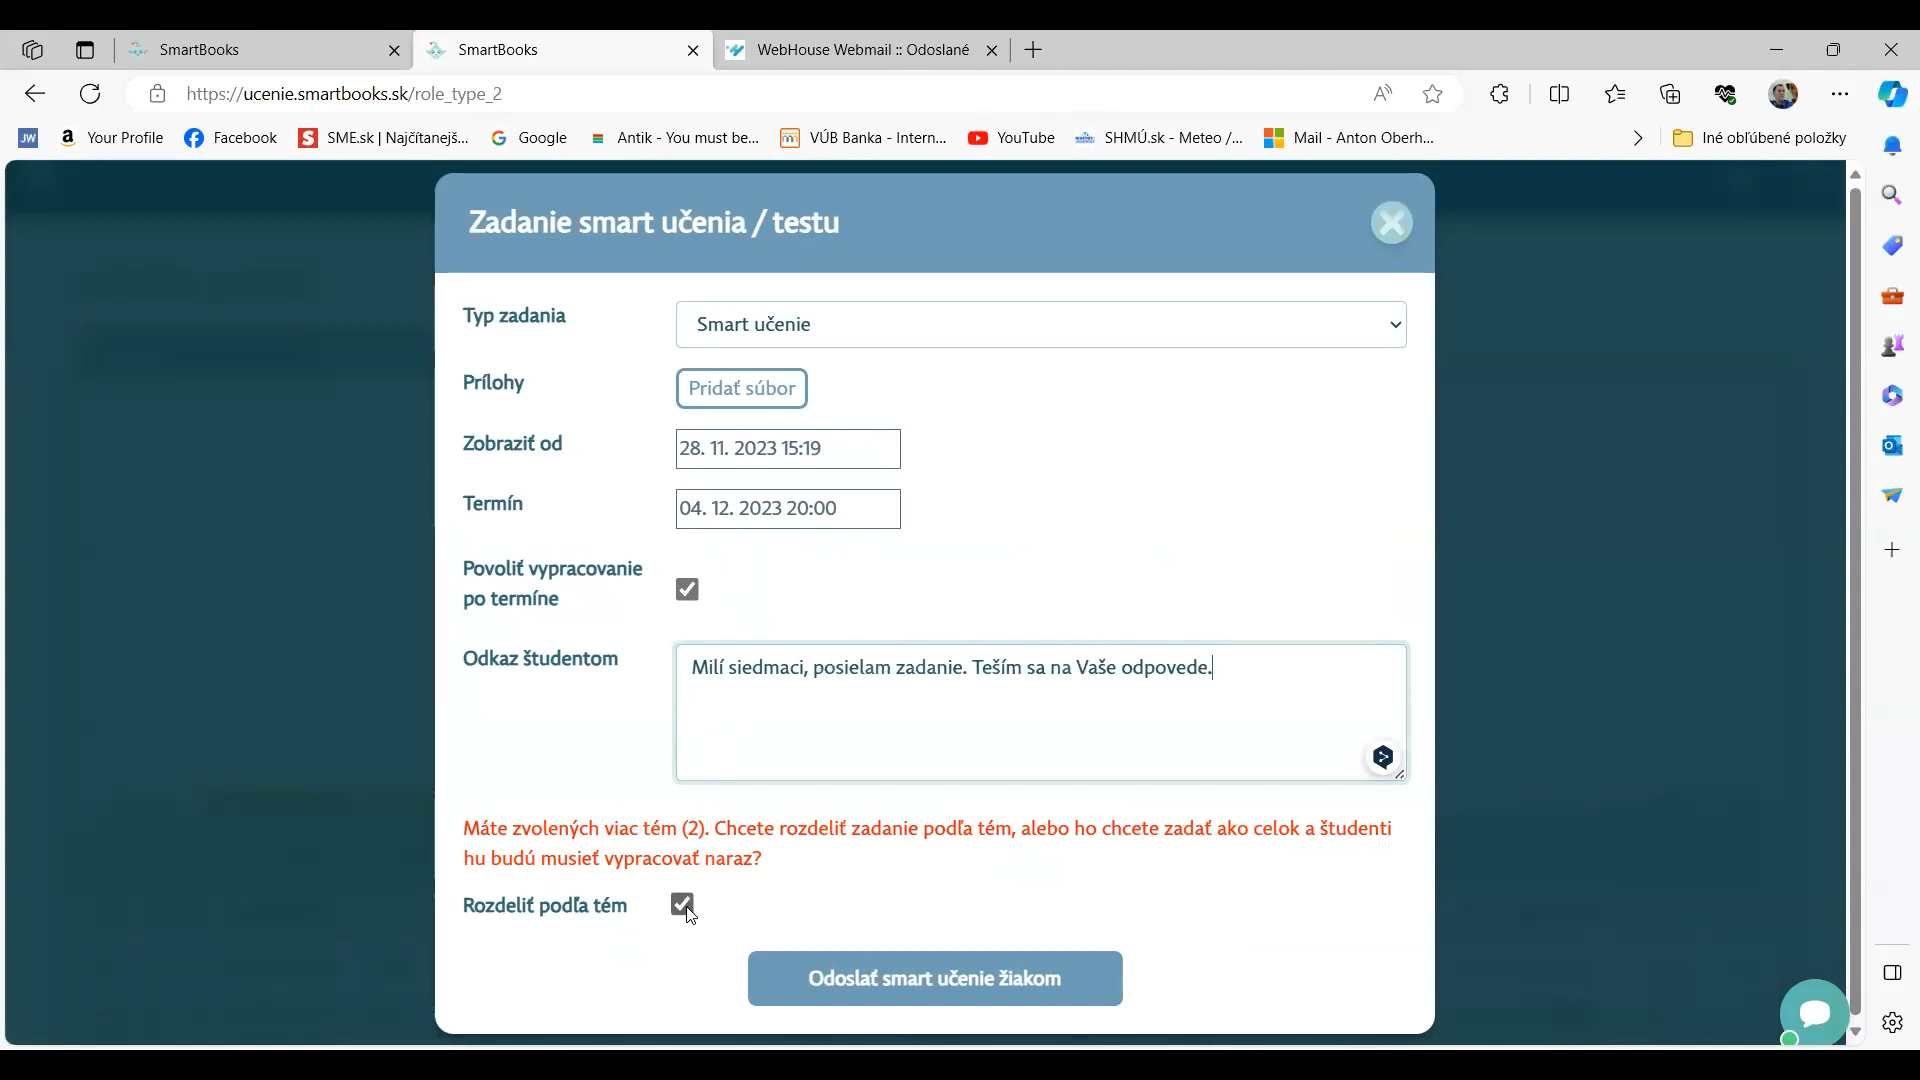 SmartBooks
SmartBooks
WebHouse Webmail :: Odoslané
https://ucenie.smartbooks.sk/role_type_2
JW
Your Profile
Facebook
SME.sk | Najčítanejš...
Google
Antik - You must be...
VÚB Banka - Intern...
YouTube
SHMÚ.sk - Meteo /...
Mail - Anton Oberh...
Iné obľúbené položky
Zadanie smart učenia / testu
Typ zadania
Smart učenie
Prílohy
Pridať súbor
Zobraziť od
28. 11. 2023 15:19
Termín
04. 12. 2023 20:00
Povoliť vypracovanie
po termíne
Odkaz študentom
Milí siedmaci, posielam zadanie. Teším sa na Vaše odpovede.
Máte zvolených viac tém (2). Chcete rozdeliť zadanie podľa tém, alebo ho chcete zadať ako celok a študenti
hu budú musieť vypracovať naraz?
Rozdeliť podľa tém
Odoslať smart učenie žiakom